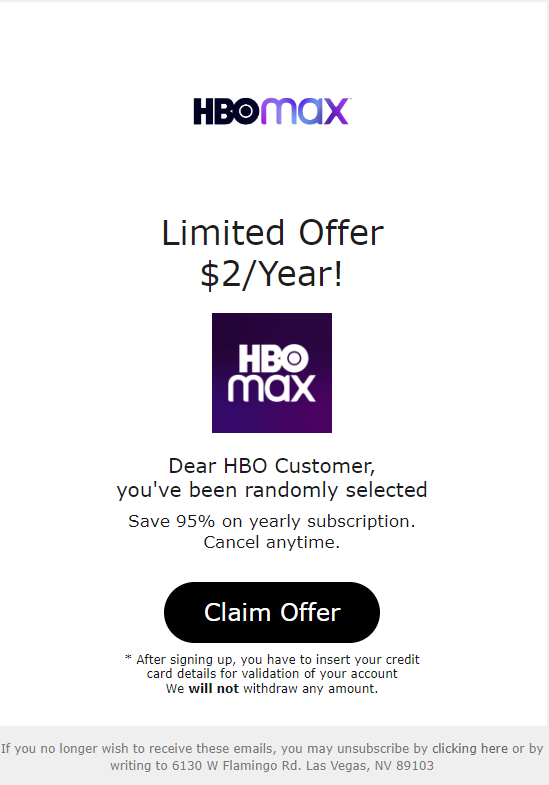 HBOmax
Limited Offer
$2/Year!
HBO
max
Dear HBO Customer,
you've been randomly selected
Save 95% on yearly subscription.
Cancel anytime.
Claim Offer
* After signing up, you have to insert your credit
card details for validation of your account
We will not withdraw any amount.
If you no longer wish to receive these emails, you may unsubscribe by clicking here or by
writing to 6130 W Flamingo Rd. Las Vegas, NV 89103